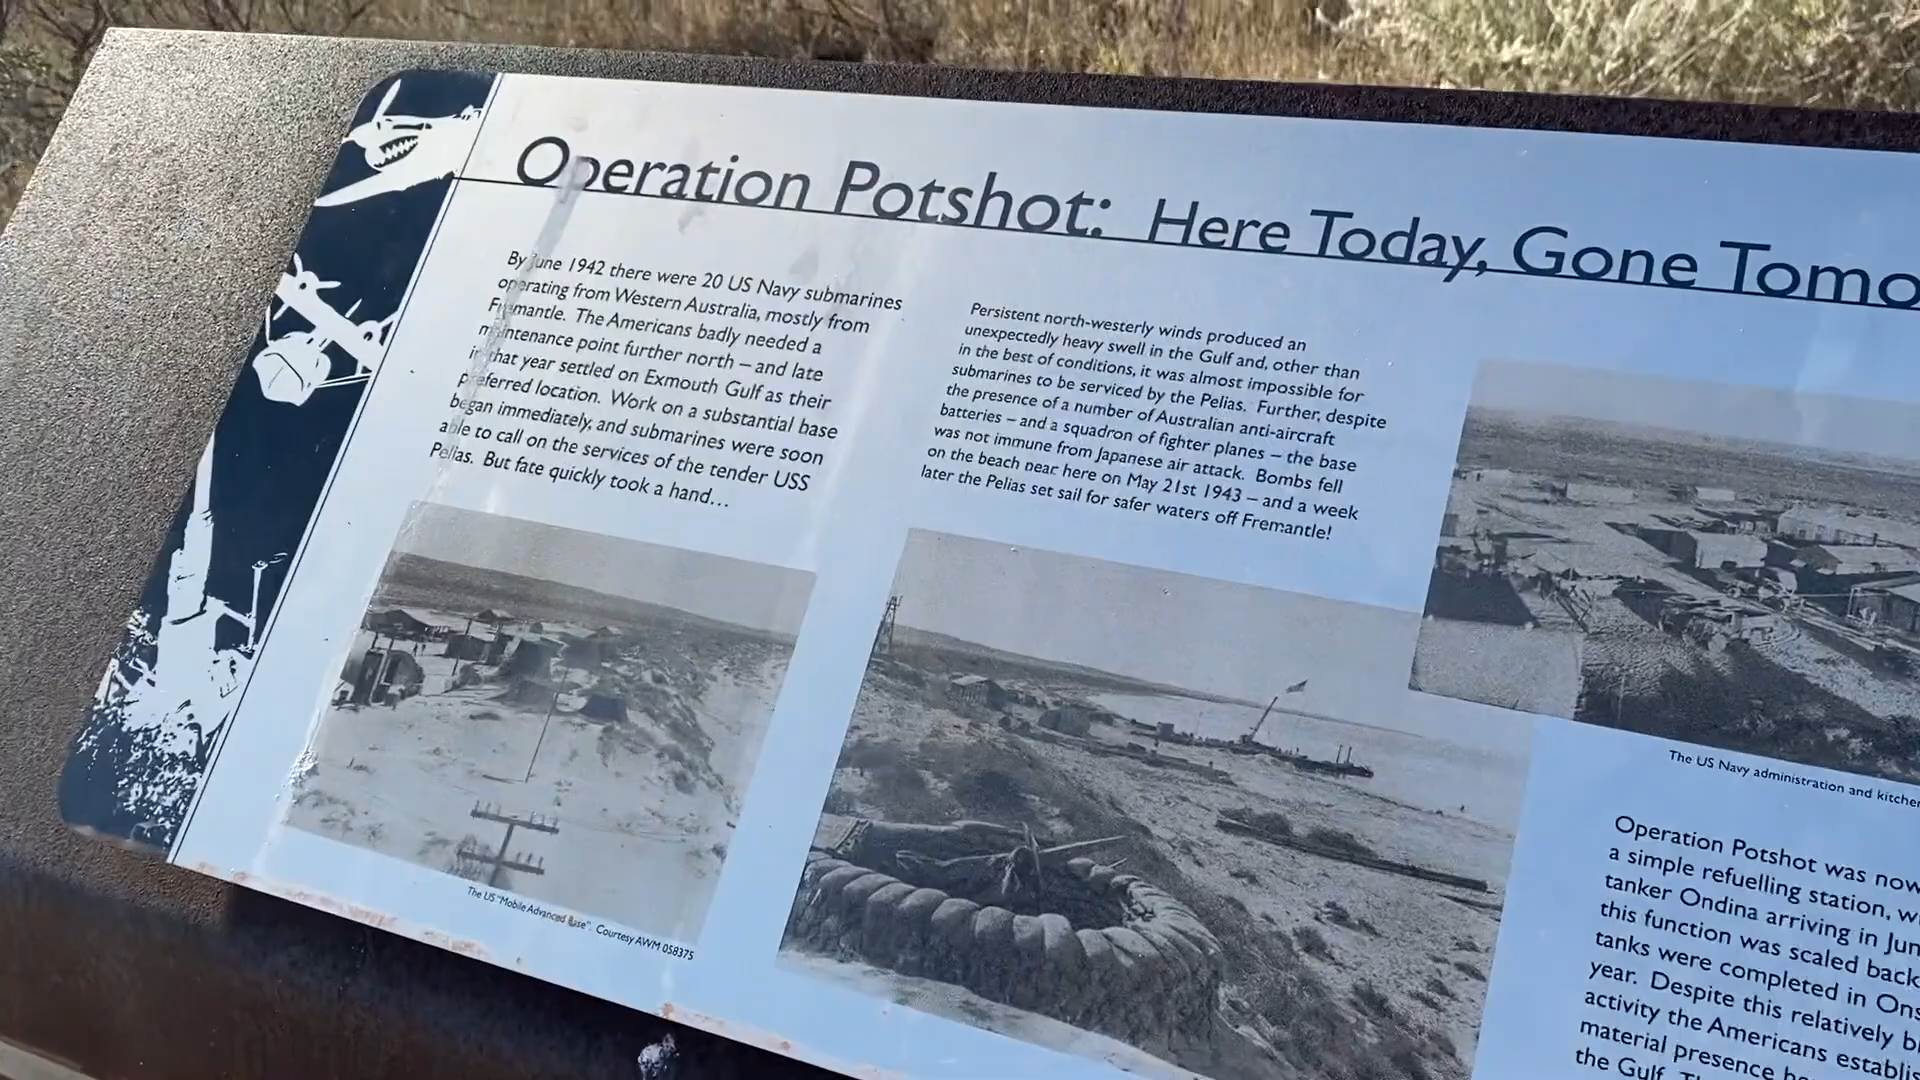 Operation Potshot: Here Today, Gone Tomo
By June 1942 there were 20 US Navy submarines
operating from Western Australia, mostly from
Fremantle. The Americans badly needed a
maintenance point further north – and late
in that year settled on Exmouth Gulf as their
preferred location. Work on a substantial base
began immediately, and submarines were soon
able to call on the services of the tender USS
Pelias. But fate quickly took a hand...
The US "Mobile Advanced Base". Courtesy AWM 058375
Persistent north-westerly winds produced an
unexpectedly heavy swell in the Gulf and, other than
in the best of conditions, it was almost impossible for
submarines to be serviced by the Pelias. Further, despite
the presence of a number of Australian anti-aircraft
batteries – and a squadron of fighter planes – the base
was not immune from Japanese air attack. Bombs fell
on the beach near here on May 21st 1943 – and a week
later the Pelias set sail for safer waters off Fremantle!
The US Navy administration and kitche
Operation Potshot was now
a simple refuelling station, w
tanker Ondina arriving in Jun
this function was scaled back
tanks were completed in Ons
year. Despite this relatively b
activity the Americans establis
material presence
the Gulf.